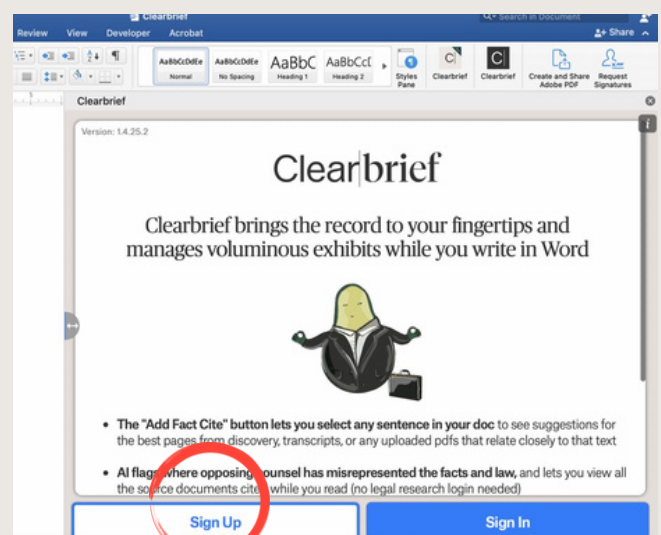 Clearbrief
Search in Document
Review View Developer Acrobat
Share
AaBbCcDdEe AaBbCcDdEe AaBbC AaBbCcE
Normal No Spacing Heading 1 Heading 2 Styles Pane Clearbrief Clearbrief Create and Share Adobe PDF Request Signatures
5
Clearbrief
Version: 1.4.25.2
Clearbrief
Clearbrief brings the record to your fingertips and
manages voluminous exhibits while you write in Word
• The "Add Fact Cite" button lets you select any sentence in your doc to see suggestions for
the best pages from discovery, transcripts, or any uploaded pdfs that relate closely to that text
• AI flags where opposing counsel has misrepresented the facts and law, and lets you view all
the source documents cited while you read (no legal research login needed)
Sign Up Sign In